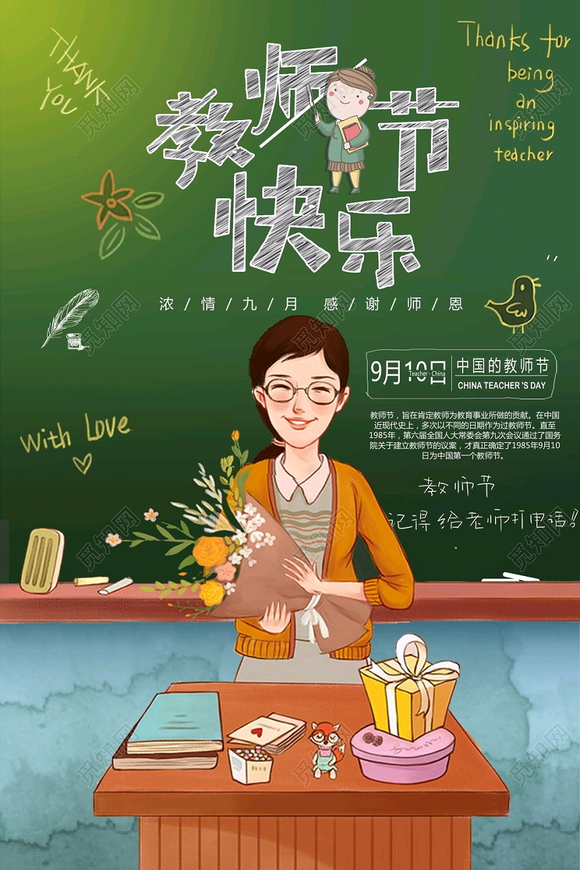 THANK
YOU
Thanks for
being
an
inspiring
teacher
教师节
快乐
浓/情/九/月 感/谢/师/恩
9月10日
Teacher · China
中国的教师节
CHINA TEACHER'S DAY
教师节，旨在肯定教师为教育事业所做的贡献。在中国
近现代史上，多次以不同的日期作为过教师节。直至
1985年，第六届全国人大常委会第九次会议通过了国务
院关于建立教师节的议案，才真正确定了1985年9月10
日为中国第一个教师节。
With Love
教师节
记得给老师打电话!
觅知网